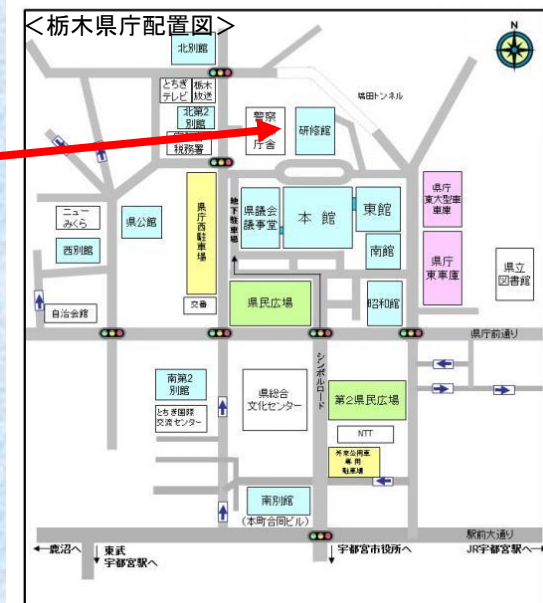 ＜栃木県庁配置図＞
N
北別館
とちぎ
テレビ
栃木
放送
塙田トンネル
北第2
別館
税務署
警察
庁舎
研修館
県庁
東大型車
車庫
県庁西駐車場
地下駐車場
県議会
議事堂
本館
東館
ニュー
みくら
県公館
西別館
南館
県庁
東車庫
県立
図書館
自治会館
交番
県民広場
昭和館
県庁前通り
シンボルロード
南第2
別館
とちぎ国際
交流センター
県総合
文化センター
第2県民広場
NTT
外来公用車
専用
駐車場
南別館
(本町合同ビル)
駅前大通り
鹿沼へ
東武
宇都宮駅へ
宇都宮市役所へ
JR宇都宮駅へ